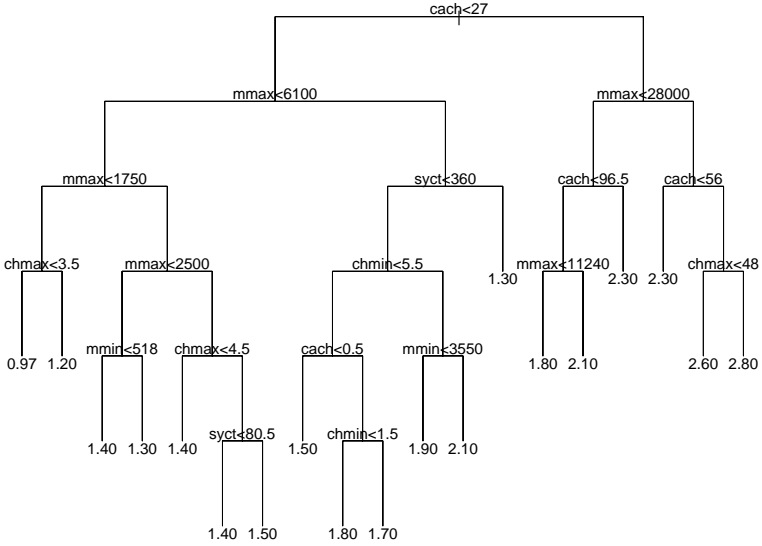 cach<27
mmax<6100 mmax<28000
mmax<1750 syct<360 cach<96.5 cach<56
chmax<3.5 mmax<2500 chmin<5.5 1.30 mmax<11240 2.30 2.30 chmax<48
0.97 1.20 mmin<518 chmax<4.5 cach<0.5 mmin<3550 1.80 2.10 2.60 2.80
1.40 1.30 1.40 syct<80.5 1.50 chmin<1.5 1.90 2.10
1.40 1.50 1.80 1.70